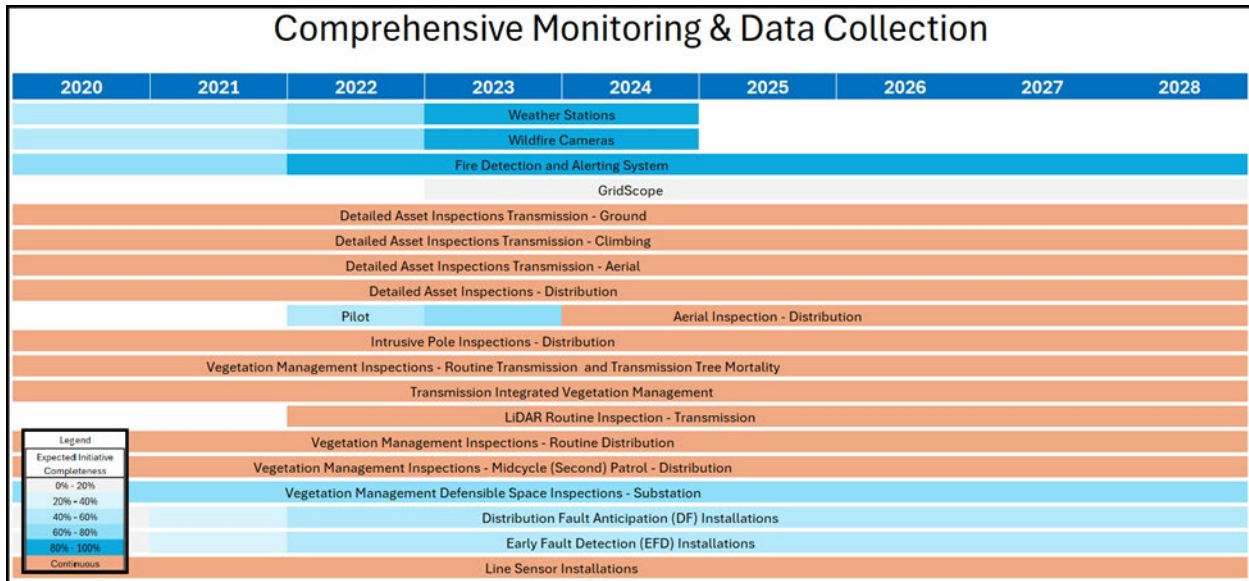 Comprehensive Monitoring & Data Collection
2020 2021 2022 2023 2024 2025 2026 2027 2028
Weather Stations
Wildfire Cameras
Fire Detection and Alerting System
GridScope
Detailed Asset Inspections Transmission - Ground
Detailed Asset Inspections Transmission - Climbing
Detailed Asset Inspections Transmission - Aerial
Detailed Asset Inspections - Distribution
Pilot Aerial Inspection - Distribution
Intrusive Pole Inspections - Distribution
Vegetation Management Inspections - Routine Transmission and Transmission Tree Mortality
Transmission Integrated Vegetation Management
LiDAR Routine Inspection - Transmission
Vegetation Management Inspections - Routine Distribution
Vegetation Management Inspections - Midcycle (Second) Patrol - Distribution
Vegetation Management Defensible Space Inspections - Substation
Distribution Fault Anticipation (DF) Installations
Early Fault Detection (EFD) Installations
Line Sensor Installations
Legend
Expected Initiative
Completeness
0% - 20%
20% - 40%
40% - 60%
60% - 80%
80% - 100%
Continuous